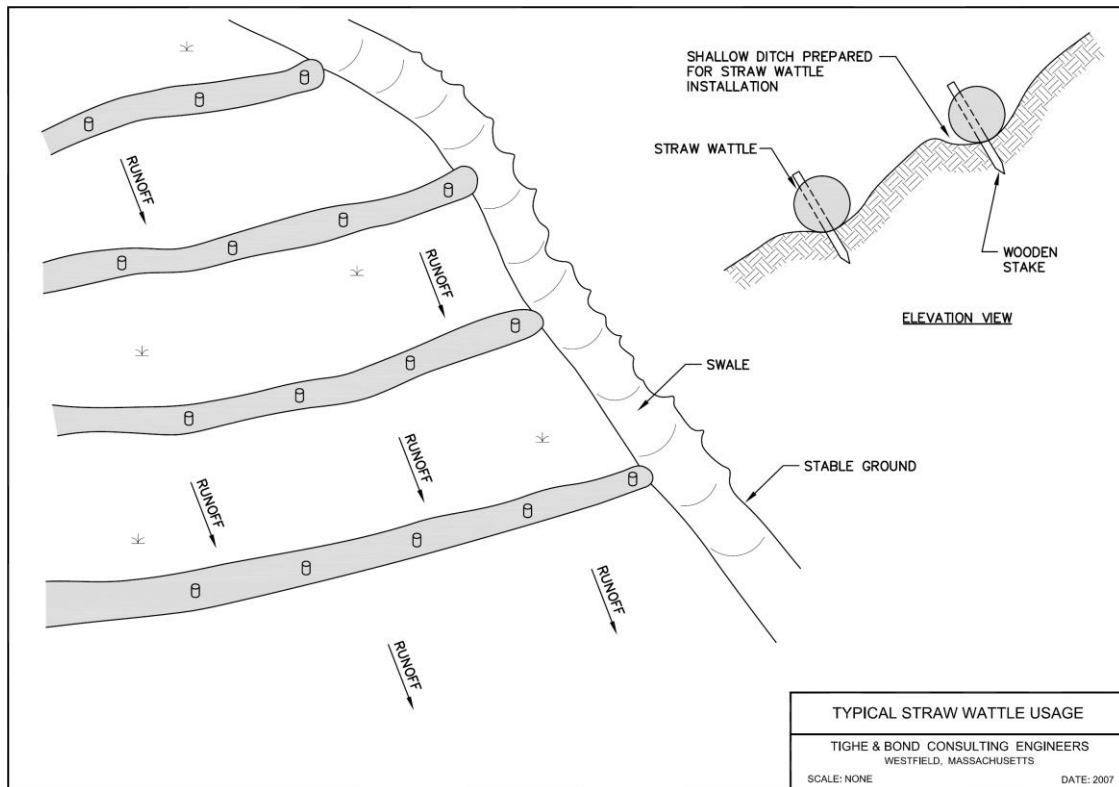 SHALLOW DITCH PREPARED
FOR STRAW WATTLE
INSTALLATION
STRAW WATTLE
WOODEN
STAKE
ELEVATION VIEW
RUNOFF
RUNOFF
SWALE
RUNOFF
STABLE GROUND
RUNOFF
RUNOFF
RUNOFF
TYPICAL STRAW WATTLE USAGE
TIGHE & BOND CONSULTING ENGINEERS
WESTFIELD, MASSACHUSETTS
SCALE: NONE
DATE: 2007